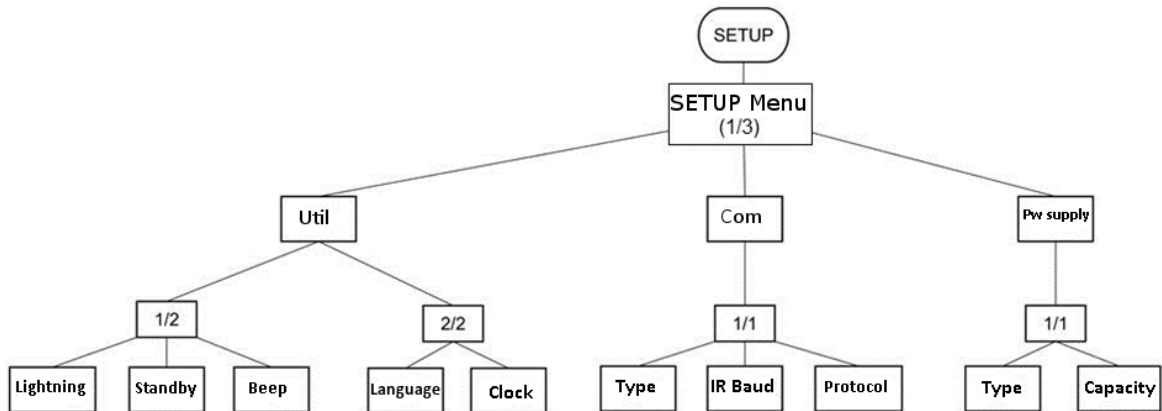 SETUP
SETUP Menu
(1/3)
Util
Com
Pw supply
1/2
2/2
1/1
1/1
Lightning
Standby
Beep
Language
Clock
Type
IR Baud
Protocol
Type
Capacity